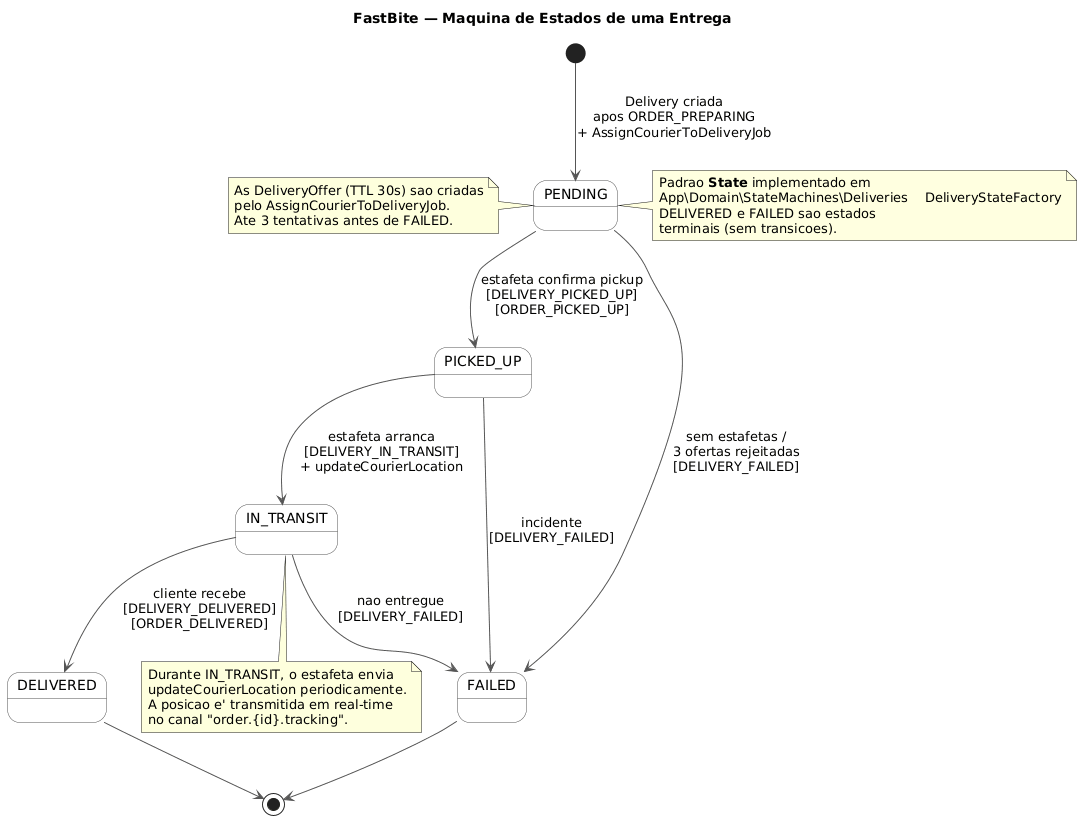 FastBite — Maquina de Estados de uma Entrega
Delivery criada
apos ORDER_PREPARING
+ AssignCourierToDeliveryJob
As DeliveryOffer (TTL 30s) sao criadas
pelo AssignCourierToDeliveryJob.
Ate 3 tentativas antes de FAILED.
PENDING
Padrao State implementado em
App\Domain\StateMachines\Deliveries    DeliveryStateFactory
DELIVERED e FAILED sao estados
terminais (sem transicoes).
estafeta confirma pickup
[DELIVERY_PICKED_UP]
[ORDER_PICKED_UP]
PICKED_UP
estafeta arranca
[DELIVERY_IN_TRANSIT]
+ updateCourierLocation
sem estafetas /
3 ofertas rejeitadas
[DELIVERY_FAILED]
IN_TRANSIT
incidente
[DELIVERY_FAILED]
cliente recebe
[DELIVERY_DELIVERED]
[ORDER_DELIVERED]
nao entregue
[DELIVERY_FAILED]
DELIVERED
Durante IN_TRANSIT, o estafeta envia
updateCourierLocation periodicamente.
A posicao e' transmitida em real-time
no canal "order.{id}.tracking".
FAILED